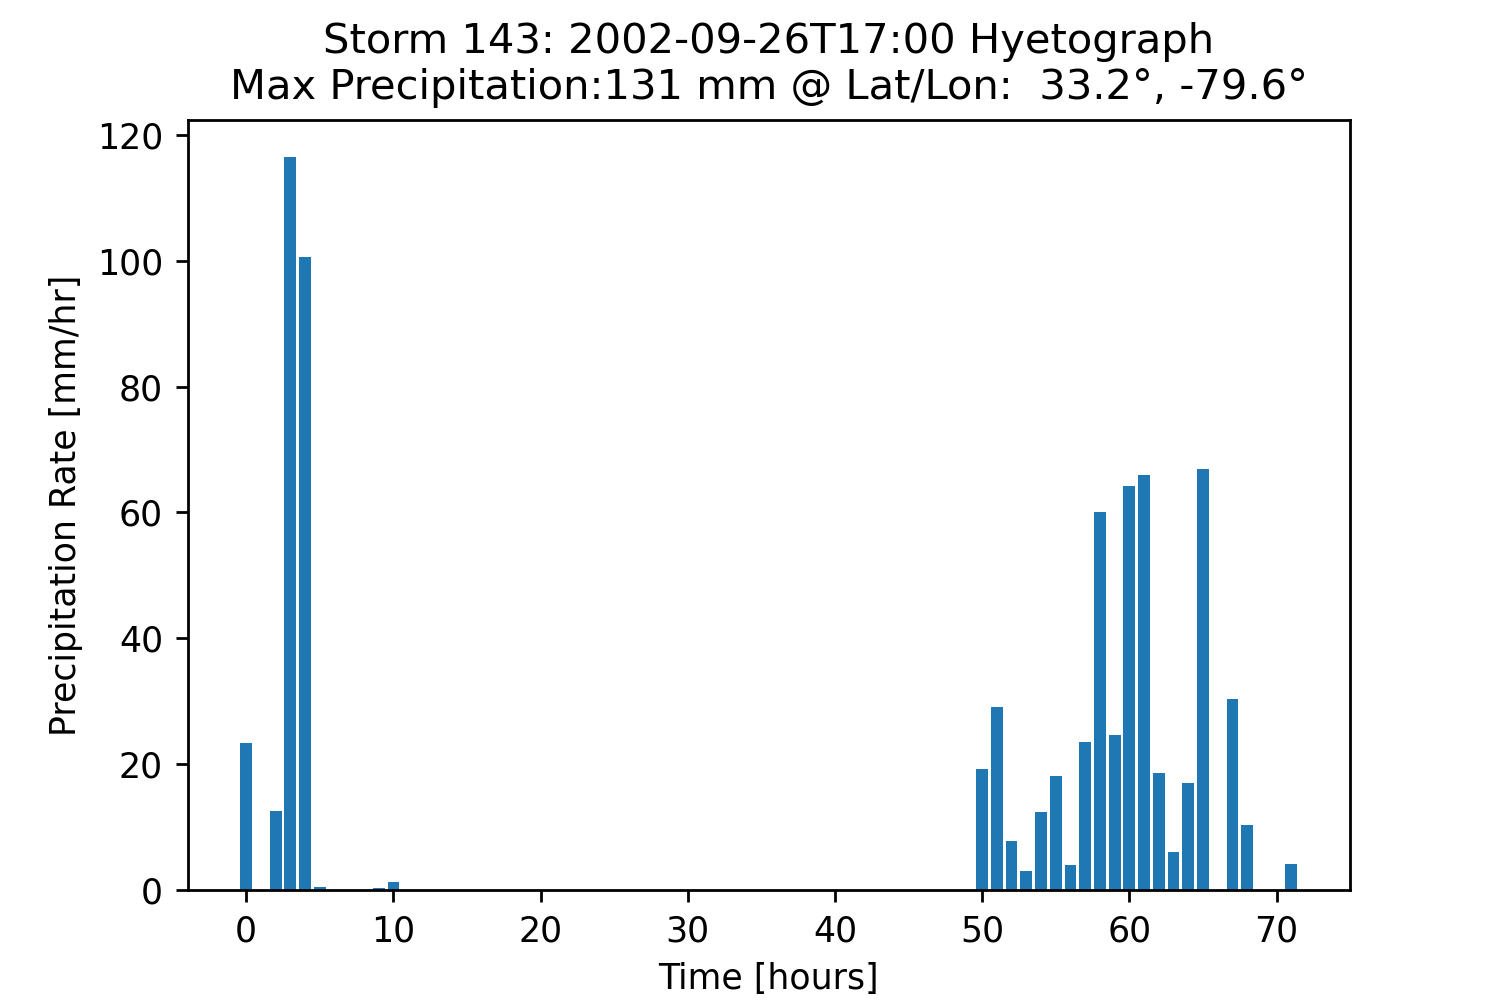 Storm 143: 2002-09-26T17:00 Hyetograph
Max Precipitation:131 mm @ Lat/Lon:  33.2°, -79.6°
Precipitation Rate [mm/hr]
120
100
80
60
40
20
0
0 10 20 30 40 50 60 70
Time [hours]